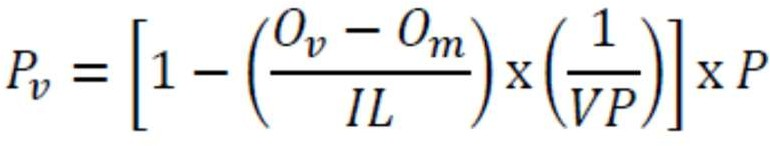 P_v = [1 − ((O_v − O_m)/IL) x (1/VP)] x P